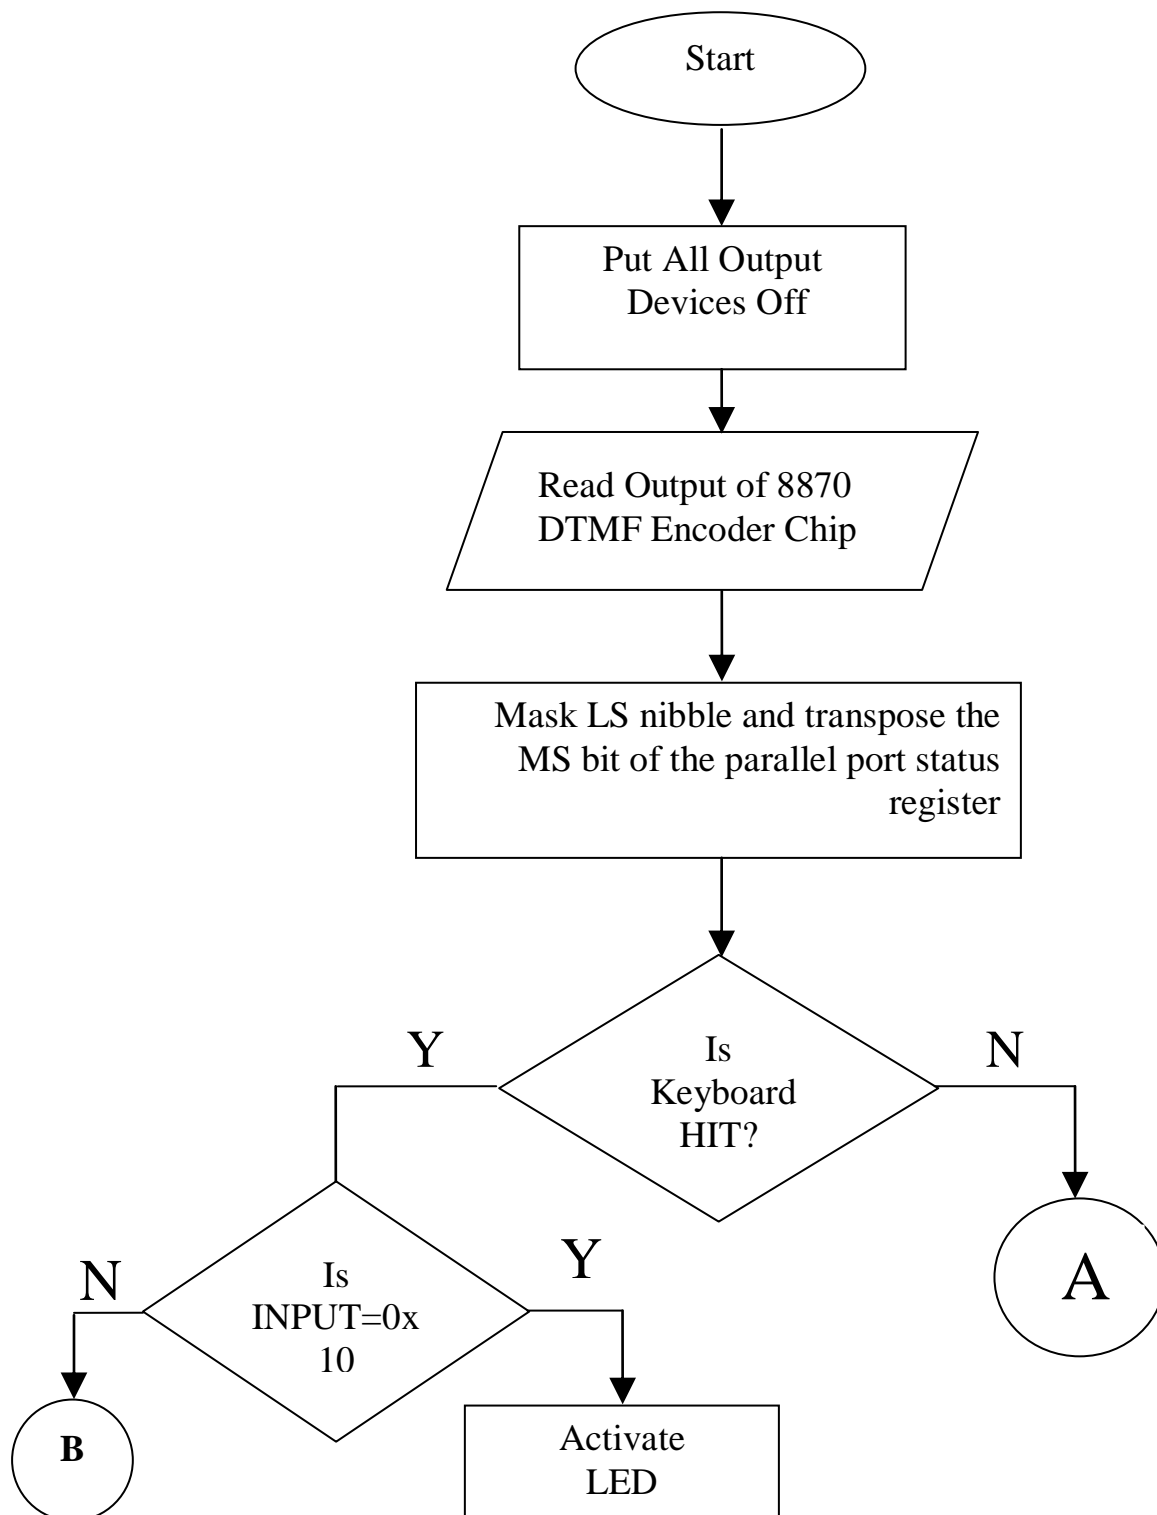 Start
Put All Output
Devices Off
Read Output of 8870
DTMF Encoder Chip
Mask LS nibble and transpose the
MS bit of the parallel port status
register
Y
Is
Keyboard
HIT?
N
A
N
Is
INPUT=0x
10
Y
B
Activate
LED